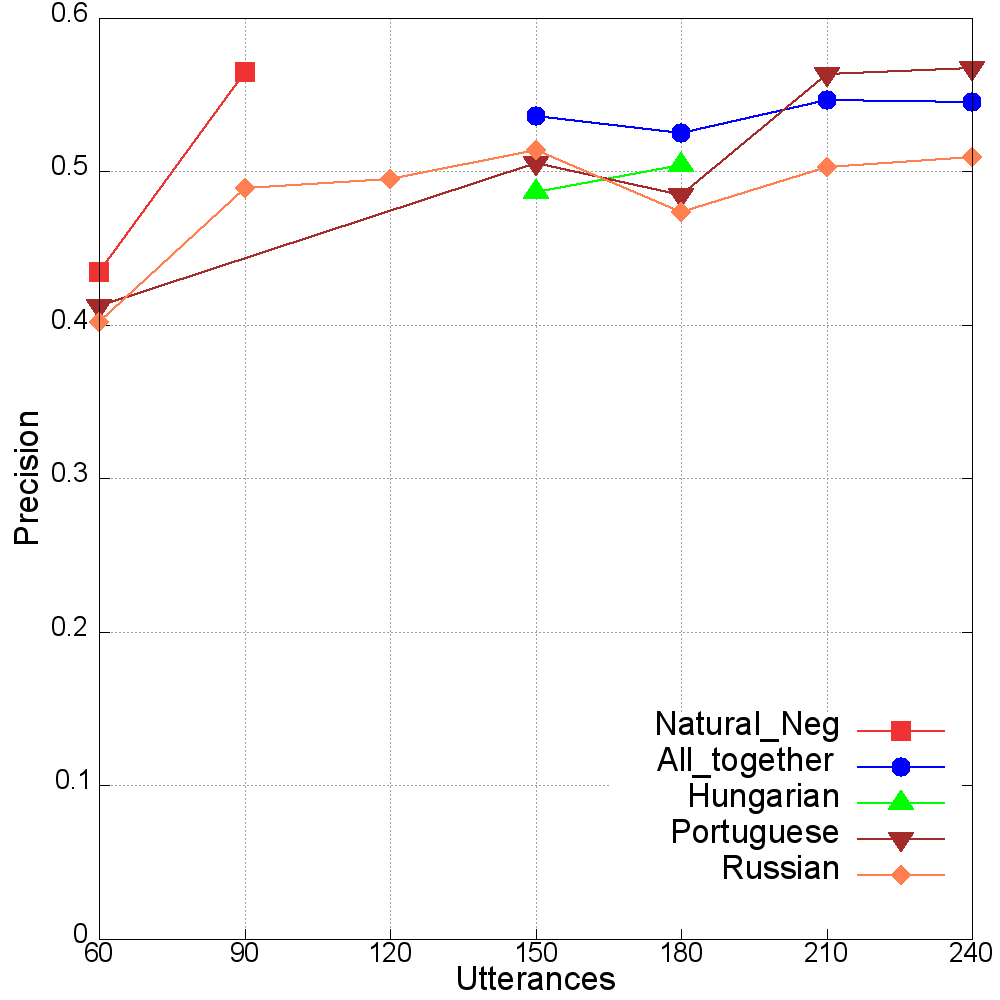 0.6
0.5
0.4
0.3
0.2
0.1
0
Precision
60 90 120 150 180 210 240
Utterances
Natural_Neg
All_together
Hungarian
Portuguese
Russian